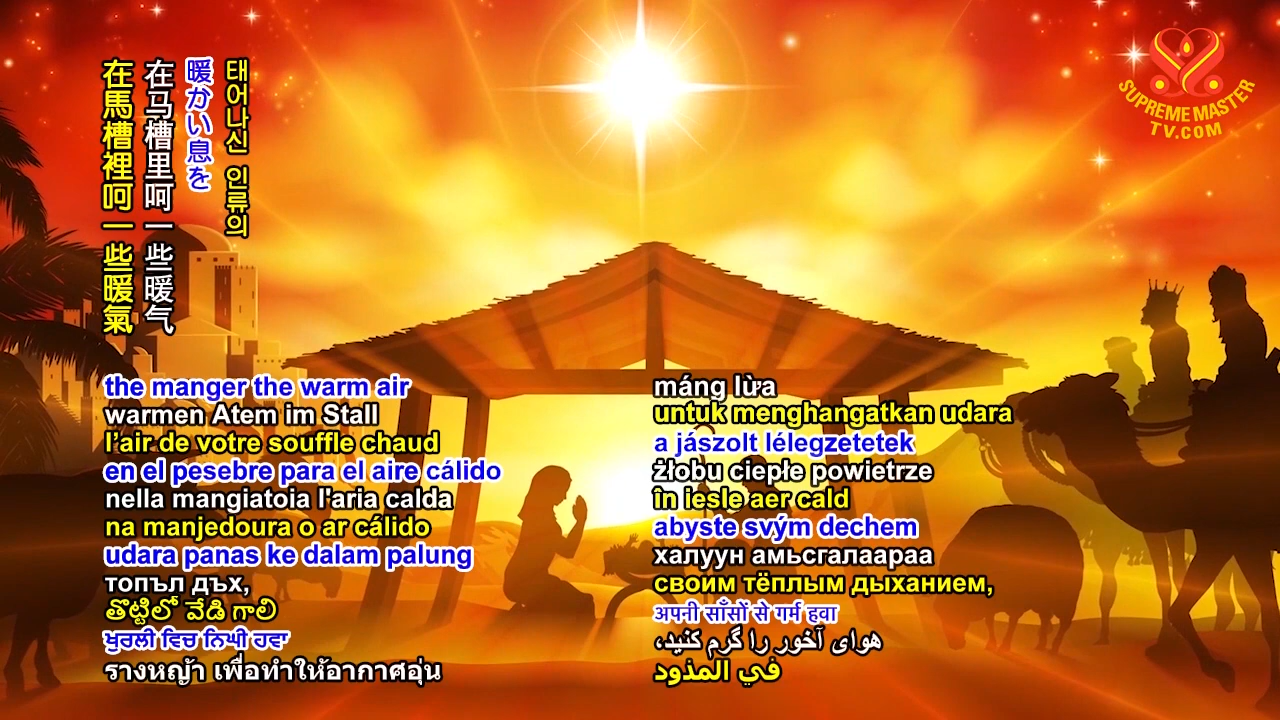 在馬槽裡呵一些暖氣
在马槽里呵一些暖气
暖かい息を
태어나신 인류의
SUPREME MASTER
TV.COM
the manger the warm air
warmen Atem im Stall
l’air de votre souffle chaud
en el pesebre para el aire cálido
nella mangiatoia l'aria calda
na manjedoura o ar cálido
udara panas ke dalam palung
топъл дъх,
తొట్టిలో వేడి గాలి
ਖੁਰਲੀ ਵਿਚ ਨਿਘੀ ਹਵਾ
รางหญ้า เพื่อทำให้อากาศอุ่น
máng lừa
untuk menghangatkan udara
a jászolt lélegzetetek
żłobu ciepłe powietrze
în iesle aer cald
abyste svým dechem
халуун амьсгалаараа
своим тёплым дыханием,
अपनी साँसों से गर्म हवा
هوای آخور را گرم کنید،
في المذود